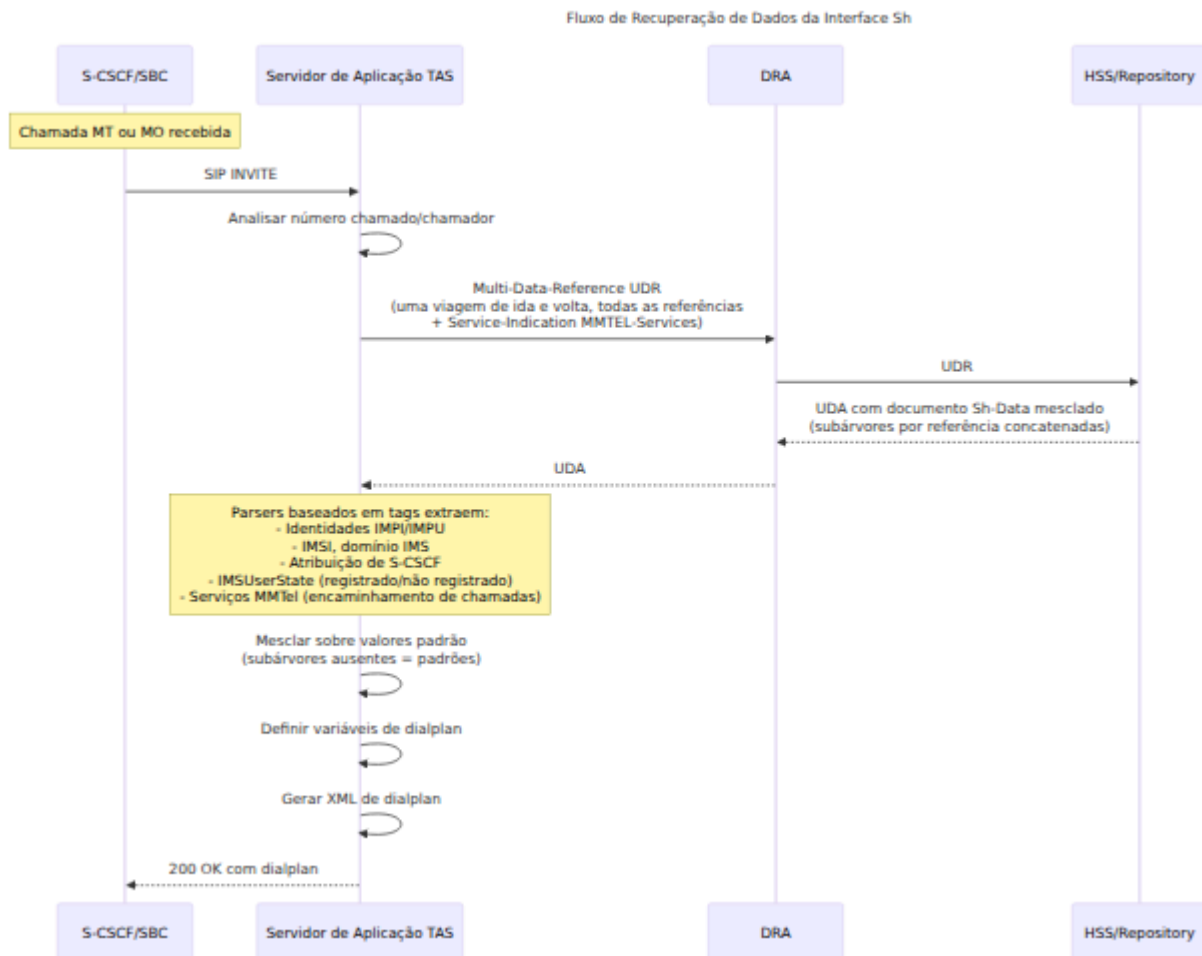 Fluxo de Recuperação de Dados da Interface Sh
S-CSCF/SBC
Servidor de Aplicação TAS
DRA
HSS/Repository
Chamada MT ou MO recebida
SIP INVITE
Analisar número chamado/chamador
Multi-Data-Reference UDR
(uma viagem de ida e volta, todas as referências
+ Service-Indication MMTEL-Services)
UDR
UDA com documento Sh-Data mesclado
(subárvores por referência concatenadas)
UDA
Parsers baseados em tags extraem:
- Identidades IMPI/IMPU
- IMSI, domínio IMS
- Atribuição de S-CSCF
- IMSUserState (registrado/não registrado)
- Serviços MMTel (encaminhamento de chamadas)
Mesclar sobre valores padrão
(subárvores ausentes = padrões)
Definir variáveis de dialplan
Gerar XML de dialplan
200 OK com dialplan
S-CSCF/SBC
Servidor de Aplicação TAS
DRA
HSS/Repository